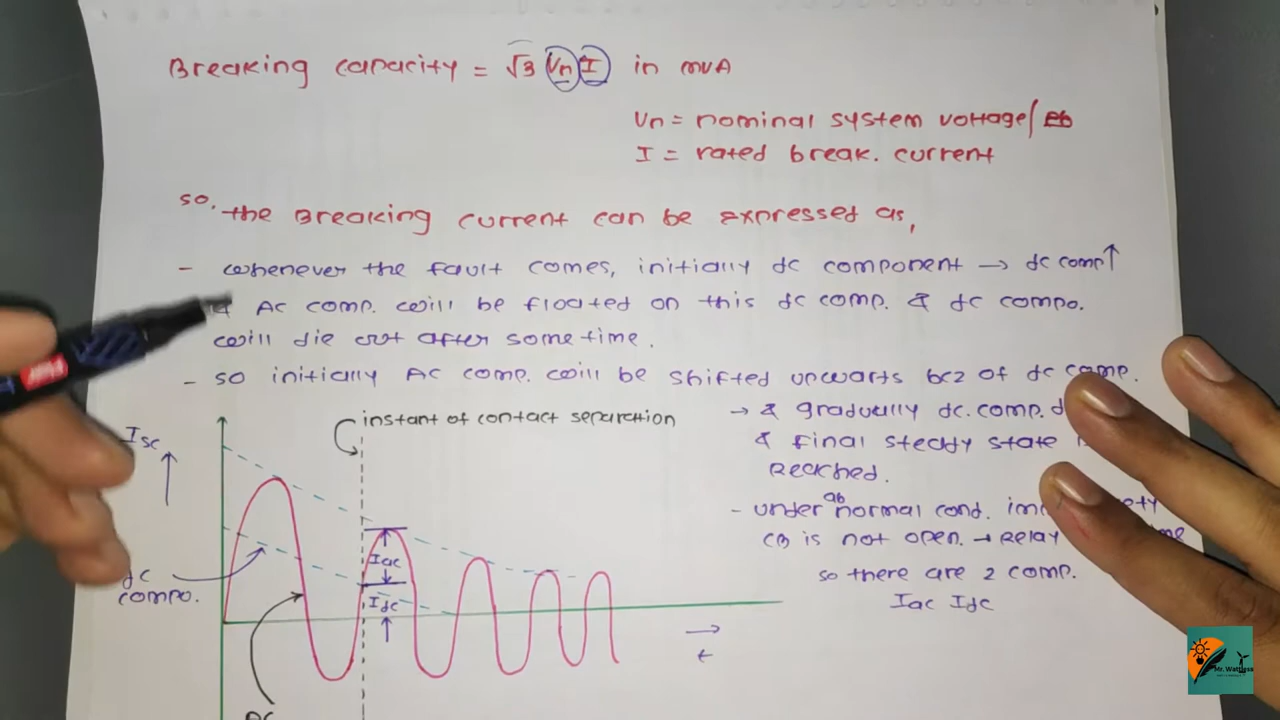 Breaking capacity = √3 Vn I in MVA
Vn = nominal system voltage/
I = rated break. current
so, the Breaking current can be expressed as,
- whenever the fault comes, initially dc component → dc comp↑
& AC comp. will be floated on this dc comp. & dc compo.
will die out after some time.
- so initially AC comp. will be shifted upwarts bcz of dc comp.
→ & gradually dc. comp.
& final steady state
Reached.
- under abnormal cond.
CB is not open. → Relay
so there are 2 comp.
Iac Idc
instant of contact separation
Isc
Iac
Idc
dc
compo.
t
Mr. Wattage